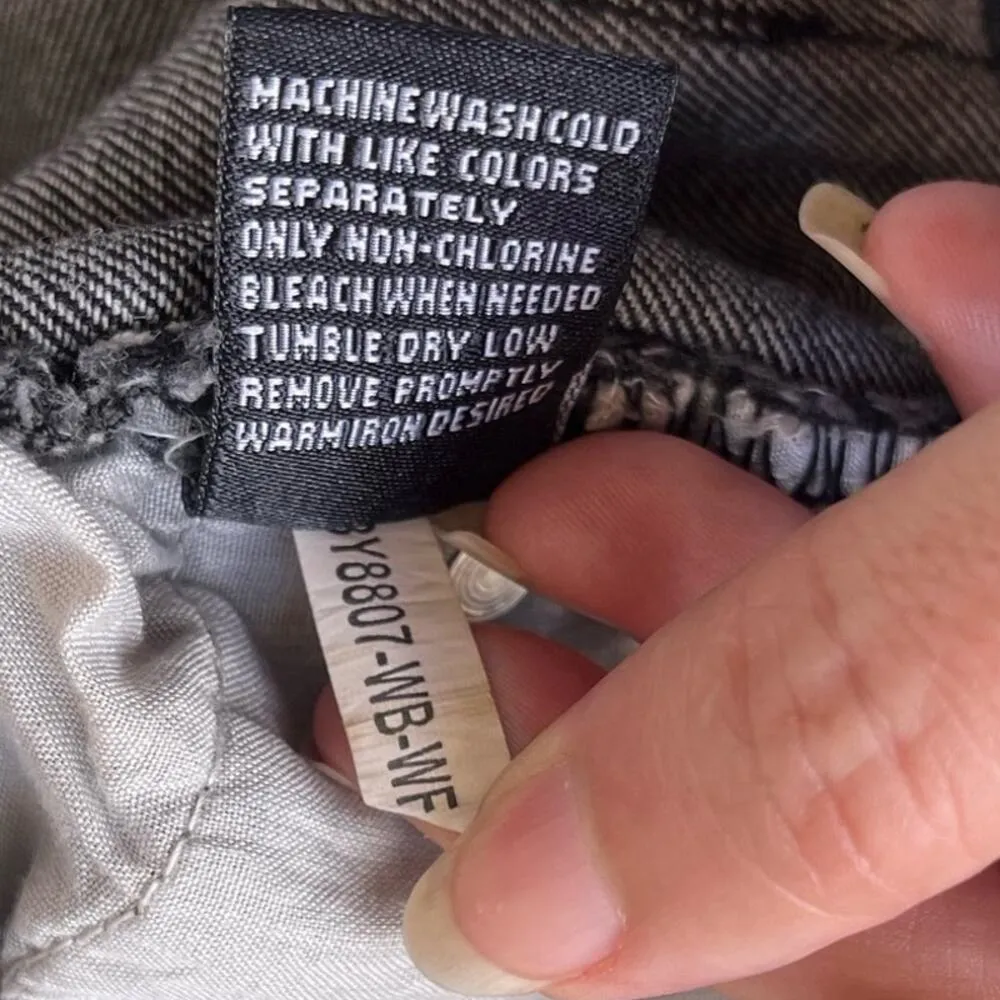 MACHINE WASH COLD
WITH LIKE COLORS
SEPARATELY
ONLY NON-CHLORINE
BLEACH WHEN NEEDED
TUMBLE DRY LOW
REMOVE PROMPTLY
WARM IRON DESIRED
Y8807-WB-WF